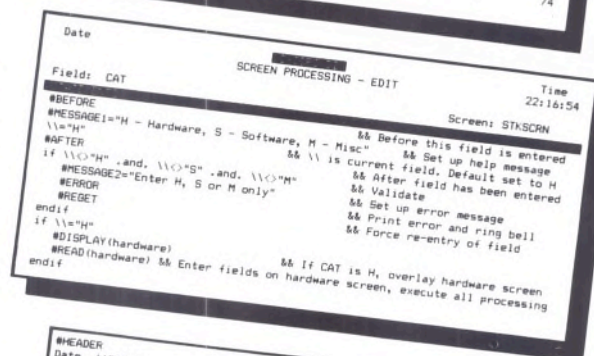 74
Date
SCREEN PROCESSING - EDIT
Time
22:16:54
Field: CAT
Screen: STKSCRN
#BEFORE && Before this field is entered
#MESSAGE1="H - Hardware, S - Software, M - Misc" && Set up help message
\\="H" && \\ is current field. Default set to H
#AFTER && After field has been entered
if \\<>"H" .and. \\<>"S" .and. \\<>"M" && Validate
#MESSAGE2="Enter H, S or M only" && Set up error message
#ERROR && Print error and ring bell
#REGET && Force re-entry of field
endif
if \\="H"
#DISPLAY(hardware) && If CAT is H, overlay hardware screen
#READ(hardware) && Enter fields on hardware screen, execute all processing
endif
#HEADER